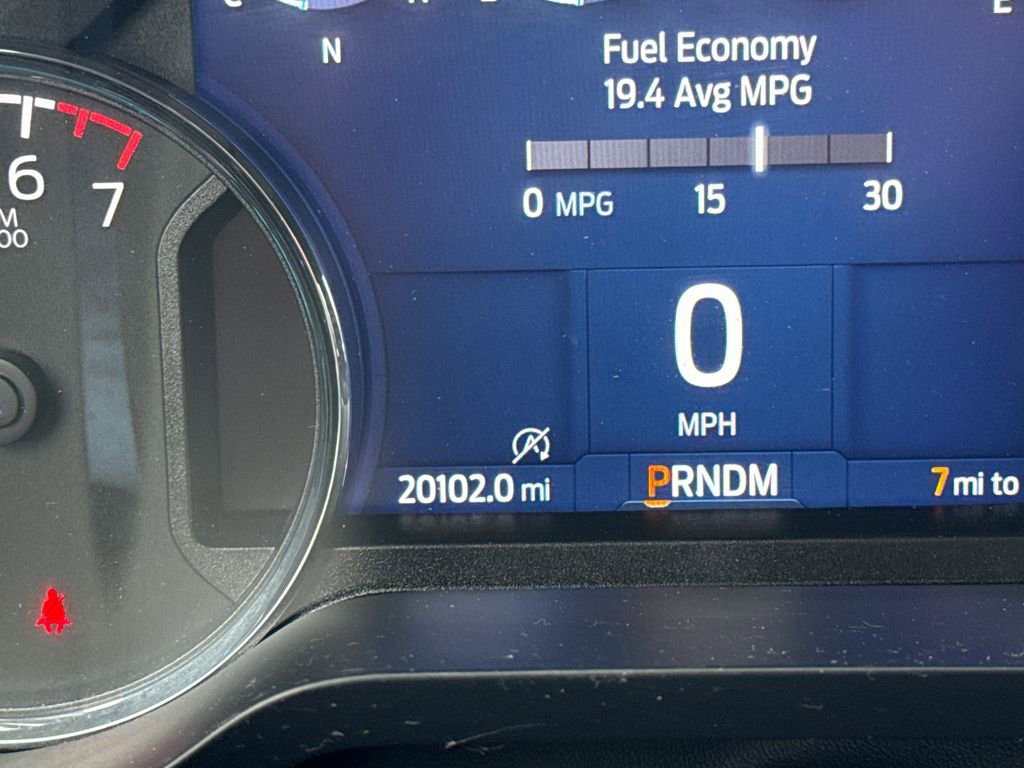 N
Fuel Economy
19.4 Avg MPG
0 MPG 15 30
6
7
0
MPH
20102.0 mi
PRNDM
7 mi to